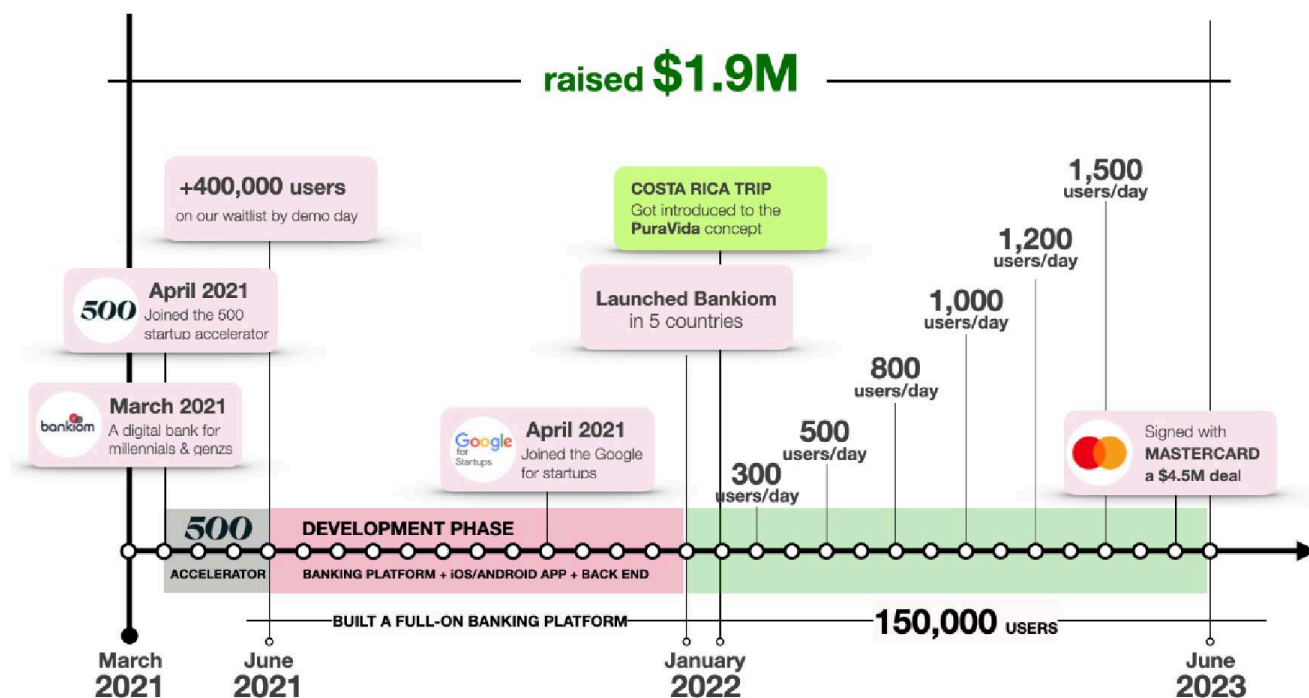 raised $1.9M
+400,000 users
on our waitlist by demo day
COSTA RICA TRIP
Got introduced to the
PuraVida concept
1,500
users/day
1,200
users/day
500
April 2021
Joined the 500
startup accelerator
Launched Bankiom
in 5 countries
1,000
users/day
800
users/day
bankiom
March 2021
A digital bank for
millennials & genzs
Google
for
Startups
April 2021
Joined the Google
for startups
500
users/day
300
users/day
Signed with
MASTERCARD
a $4.5M deal
500
DEVELOPMENT PHASE
ACCELERATOR
BANKING PLATFORM + iOS/ANDROID APP + BACK END
BUILT A FULL-ON BANKING PLATFORM
150,000 USERS
March
2021
June
2021
January
2022
June
2023